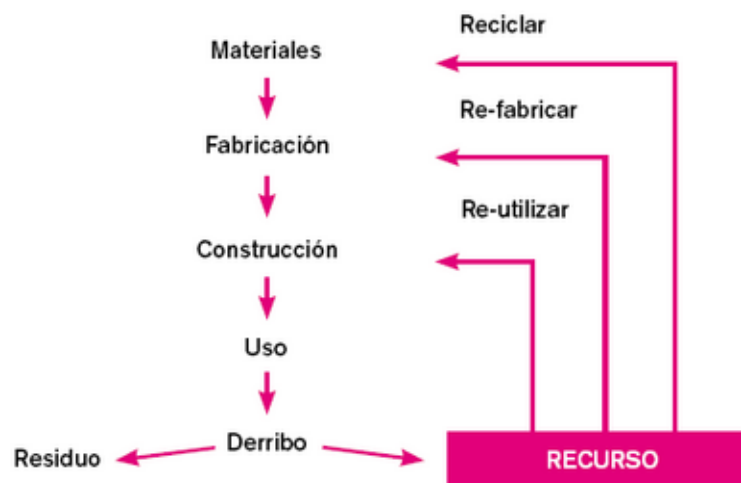 Reciclar
Materiales
Re-fabricar
Fabricación
Re-utilizar
Construcción
Uso
Derribo
Residuo
RECURSO